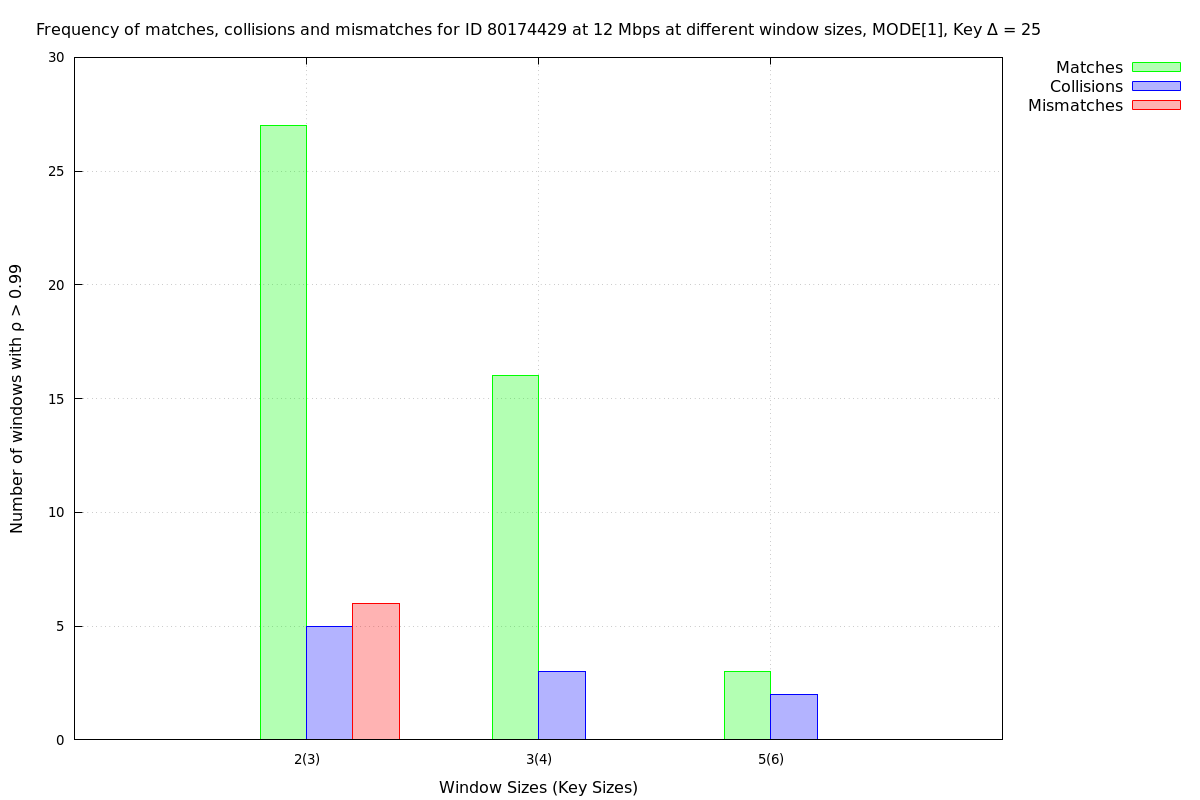 Frequency of matches, collisions and mismatches for ID 80174429 at 12 Mbps at different window sizes, MODE[1], Key Δ = 25
Matches
Collisions
Mismatches
Number of windows with ρ > 0.99
30
25
20
15
10
5
0
2(3) 3(4) 5(6)
Window Sizes (Key Sizes)